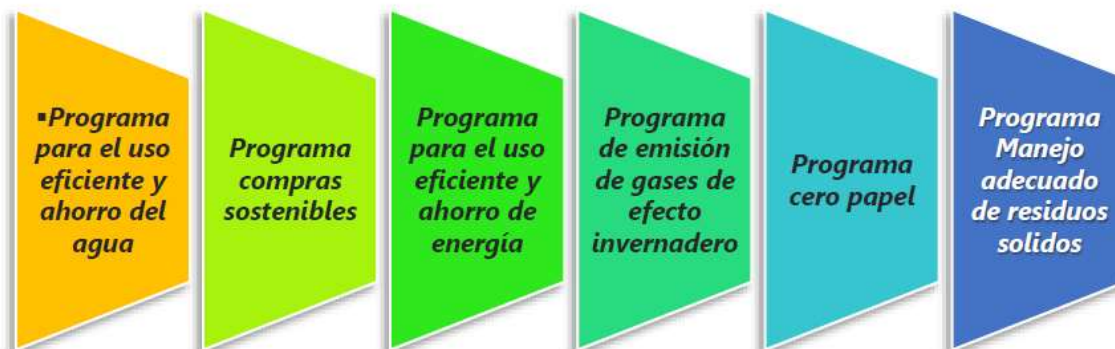 ▪Programa
para el uso
eficiente y
ahorro del
agua
Programa
compras
sostenibles
Programa
para el uso
eficiente y
ahorro de
energía
Programa
de emisión
de gases de
efecto
invernadero
Programa
cero papel
Programa
Manejo
adecuado
de residuos
solidos